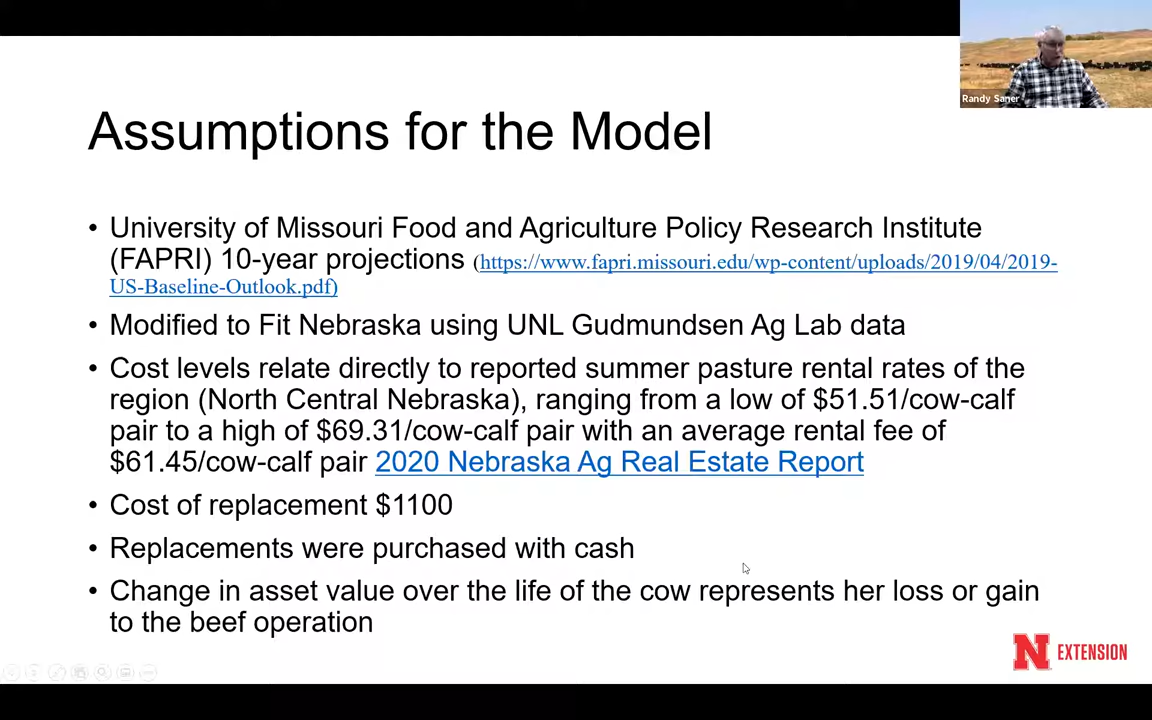 Randy Saner
Assumptions for the Model
• University of Missouri Food and Agriculture Policy Research Institute
(FAPRI) 10-year projections (https://www.fapri.missouri.edu/wp-content/uploads/2019/04/2019-
US-Baseline-Outlook.pdf)
• Modified to Fit Nebraska using UNL Gudmundsen Ag Lab data
• Cost levels relate directly to reported summer pasture rental rates of the
region (North Central Nebraska), ranging from a low of $51.51/cow-calf
pair to a high of $69.31/cow-calf pair with an average rental fee of
$61.45/cow-calf pair 2020 Nebraska Ag Real Estate Report
• Cost of replacement $1100
• Replacements were purchased with cash
• Change in asset value over the life of the cow represents her loss or gain
to the beef operation
N EXTENSION